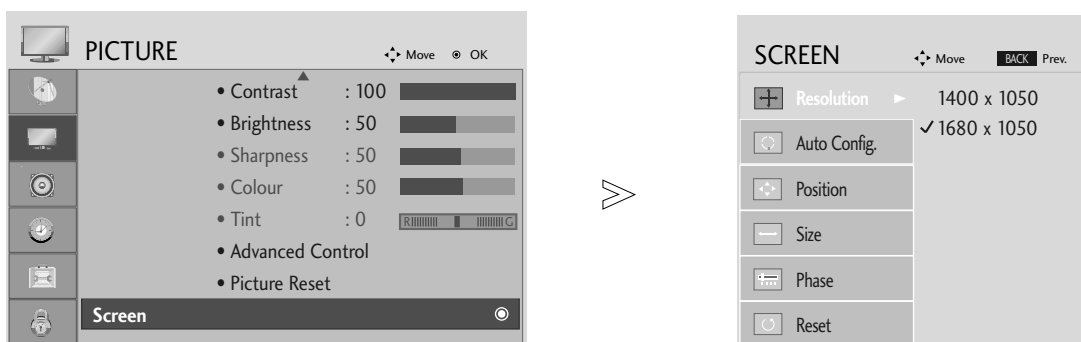 PICTURE
Move OK
• Contrast : 100
• Brightness : 50
• Sharpness : 50
• Colour : 50
• Tint : 0 R G
• Advanced Control
• Picture Reset
Screen
SCREEN
Move BACK Prev.
Resolution ► 1400 x 1050
✓ 1680 x 1050
Auto Config.
Position
Size
Phase
Reset